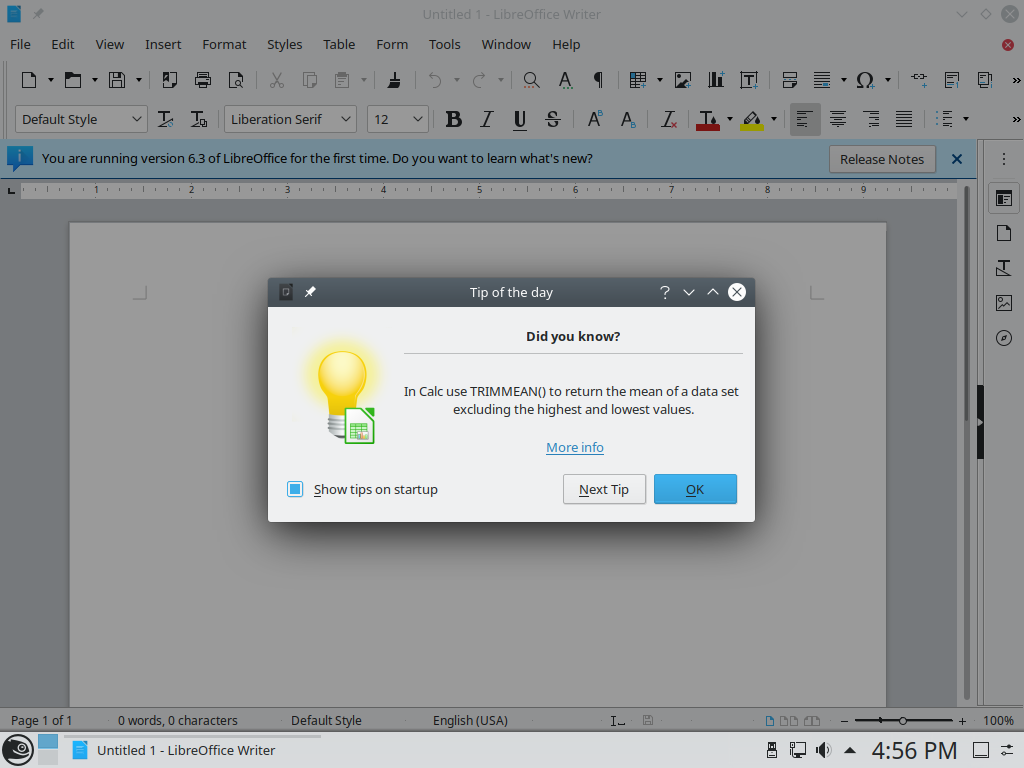 Untitled 1 - LibreOffice Writer
File Edit View Insert Format Styles Table Form Tools Window Help
Default Style Liberation Serif 12
You are running version 6.3 of LibreOffice for the first time. Do you want to learn what's new? Release Notes
1 2 3 4 5 6 7 8 9
Tip of the day
Did you know?
In Calc use TRIMMEAN() to return the mean of a data set
excluding the highest and lowest values.
More info
Show tips on startup Next Tip OK
Page 1 of 1 0 words, 0 characters Default Style English (USA) 100%
Untitled 1 - LibreOffice Writer 4:56 PM